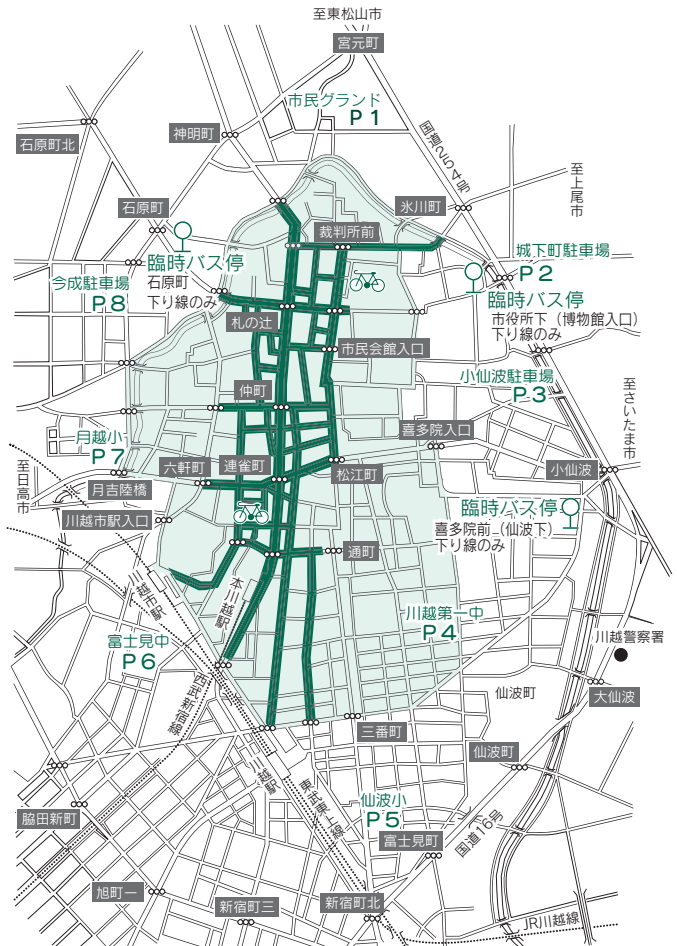 至東松山市
宮元町
市民グランド
P1
国道254号
神明町
石原町北
至上尾市
石原町
氷川町
裁判所前
城下町駐車場
P2
臨時バス停
石原町
下り線のみ
今成駐車場
P8
臨時バス停
市役所下（博物館入口）
下り線のみ
札の辻
市民会館入口
小仙波駐車場
P3
至さいたま市
仲町
喜多院入口
月越小
P7
至日高市
六軒町
連雀町
松江町
小仙波
月吉陸橋
臨時バス停
喜多院前（仙波下）
下り線のみ
川越市駅入口
通町
川越市駅
本川越駅
川越第一中
P4
川越警察署
富士見中
P6
西武新宿線
仙波町
大仙波
三番町
仙波町
川越駅
東武東上線
仙波小
P5
国道16号
脇田新町
富士見町
旭町一
新宿町三
新宿町北
JR川越線